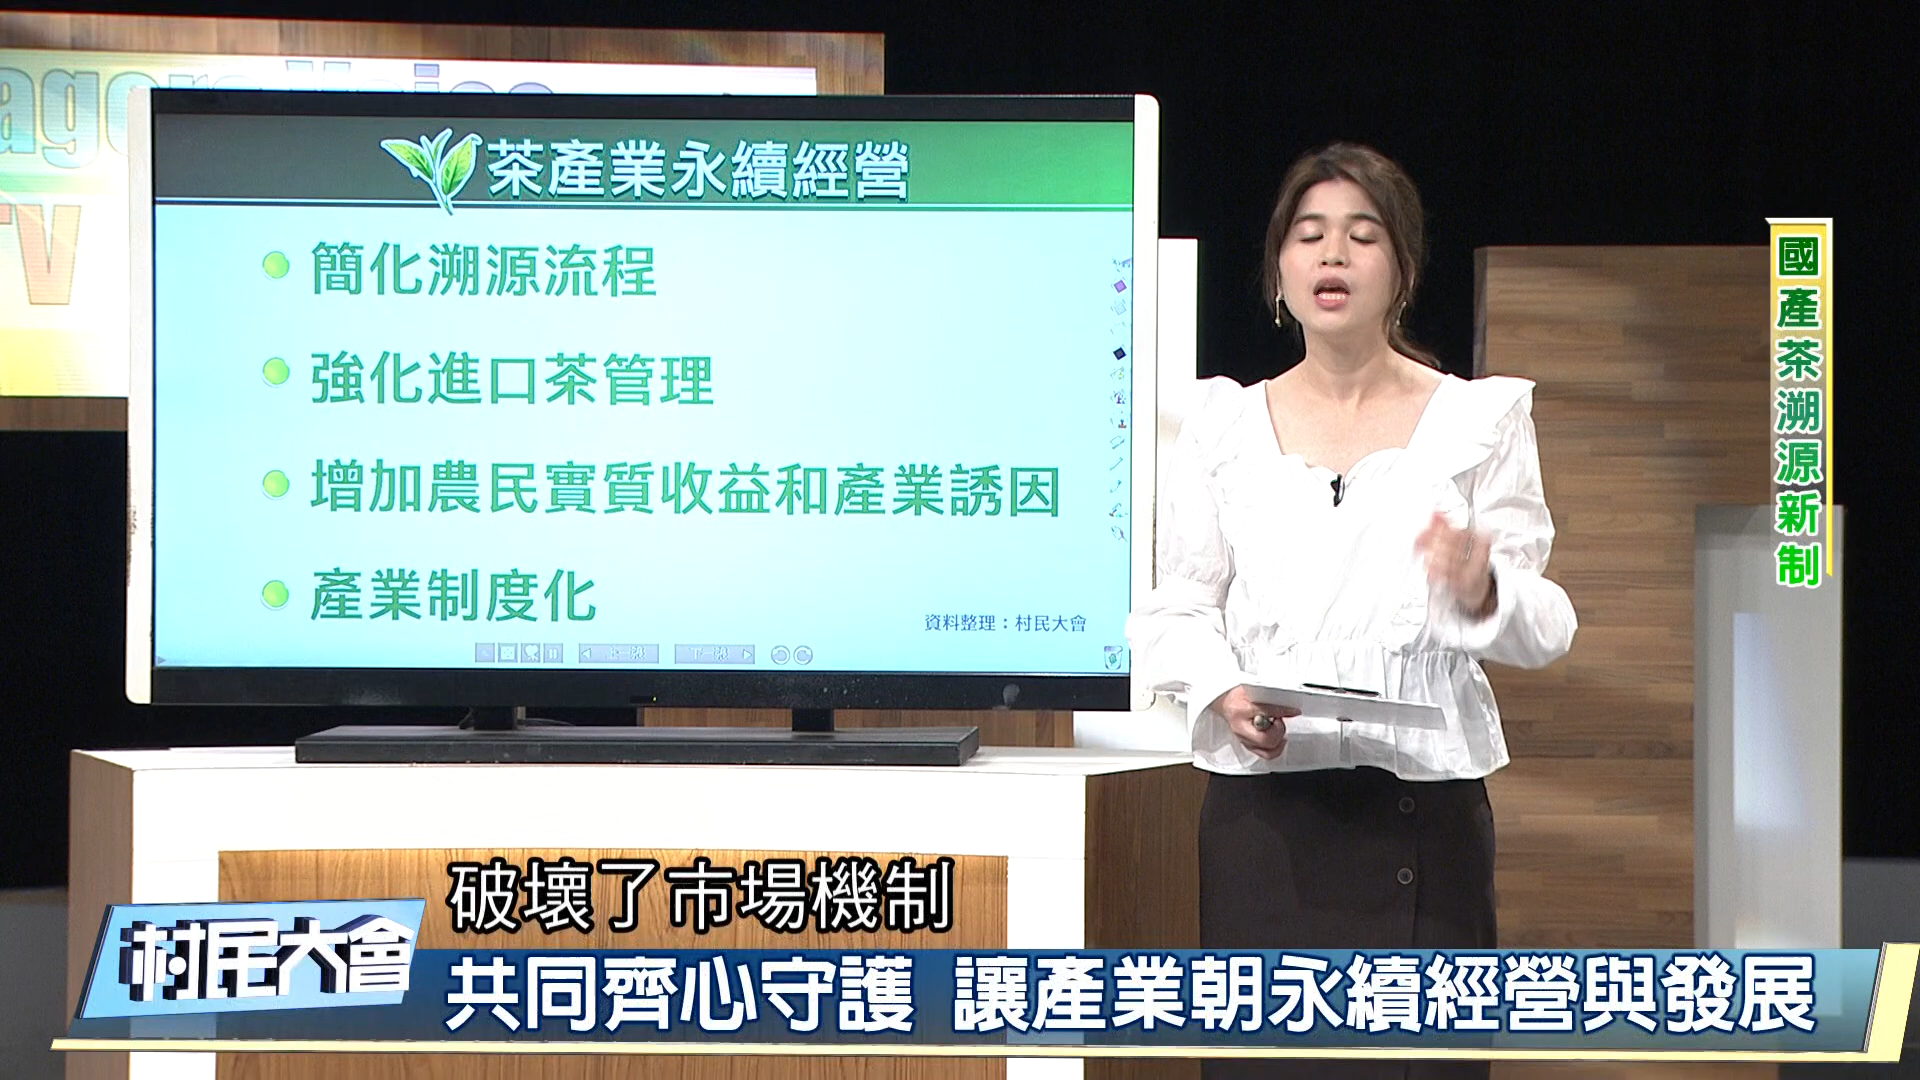 茶產業永續經營
簡化溯源流程
強化進口茶管理
增加農民實質收益和產業誘因
產業制度化
資料整理：村民大會
國產茶溯源新制
破壞了市場機制
村民大會
共同齊心守護 讓產業朝永續經營與發展